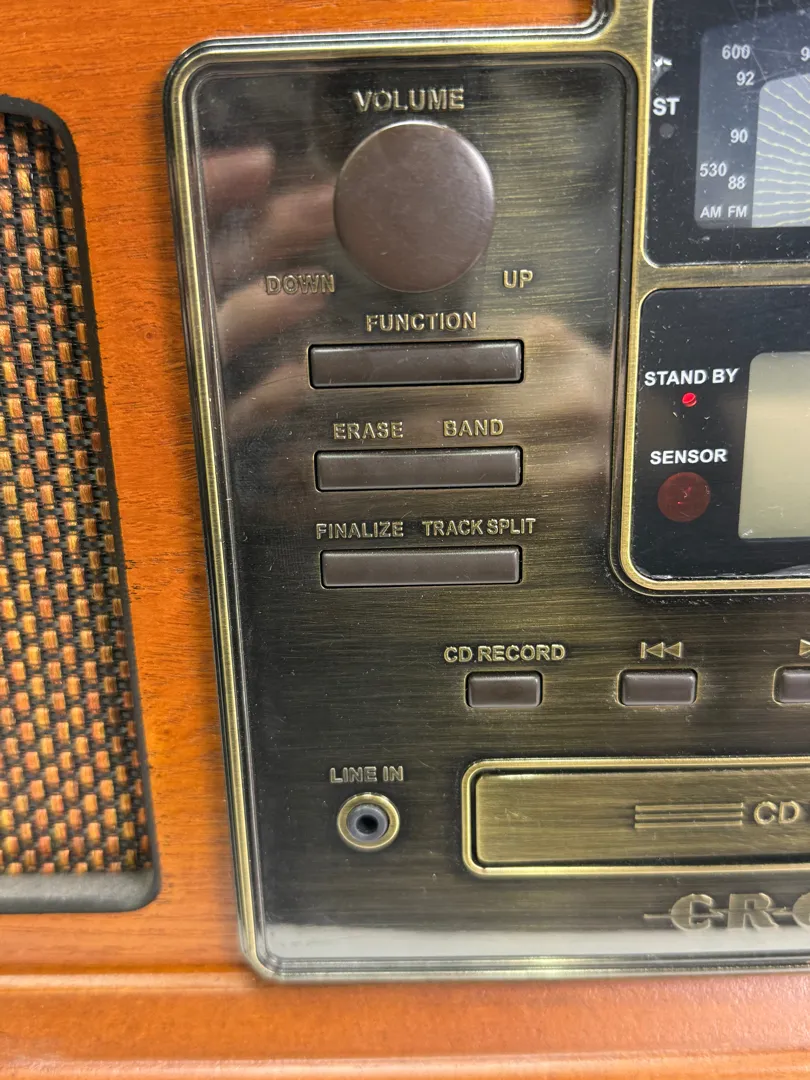 VOLUME
DOWN UP
FUNCTION
ERASE BAND
FINALIZE TRACK SPLIT
CD RECORD
LINE IN
CD
CR
600
92
ST
90
530
88
AM FM
STAND BY
SENSOR